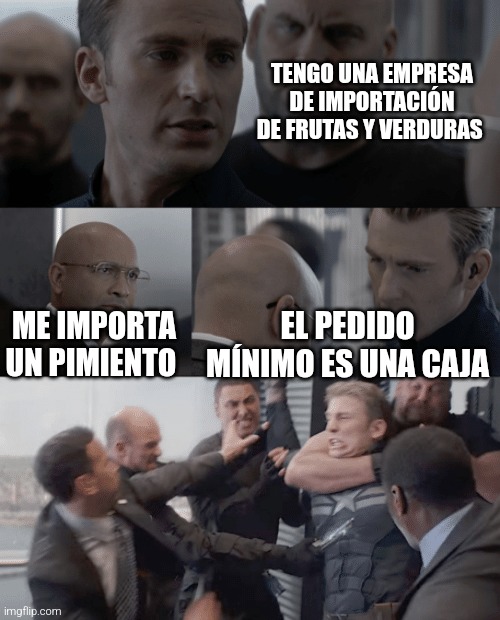 TENGO UNA EMPRESA
DE IMPORTACIÓN
DE FRUTAS Y VERDURAS
ME IMPORTA
UN PIMIENTO
EL PEDIDO
MÍNIMO ES UNA CAJA
imgflip.com